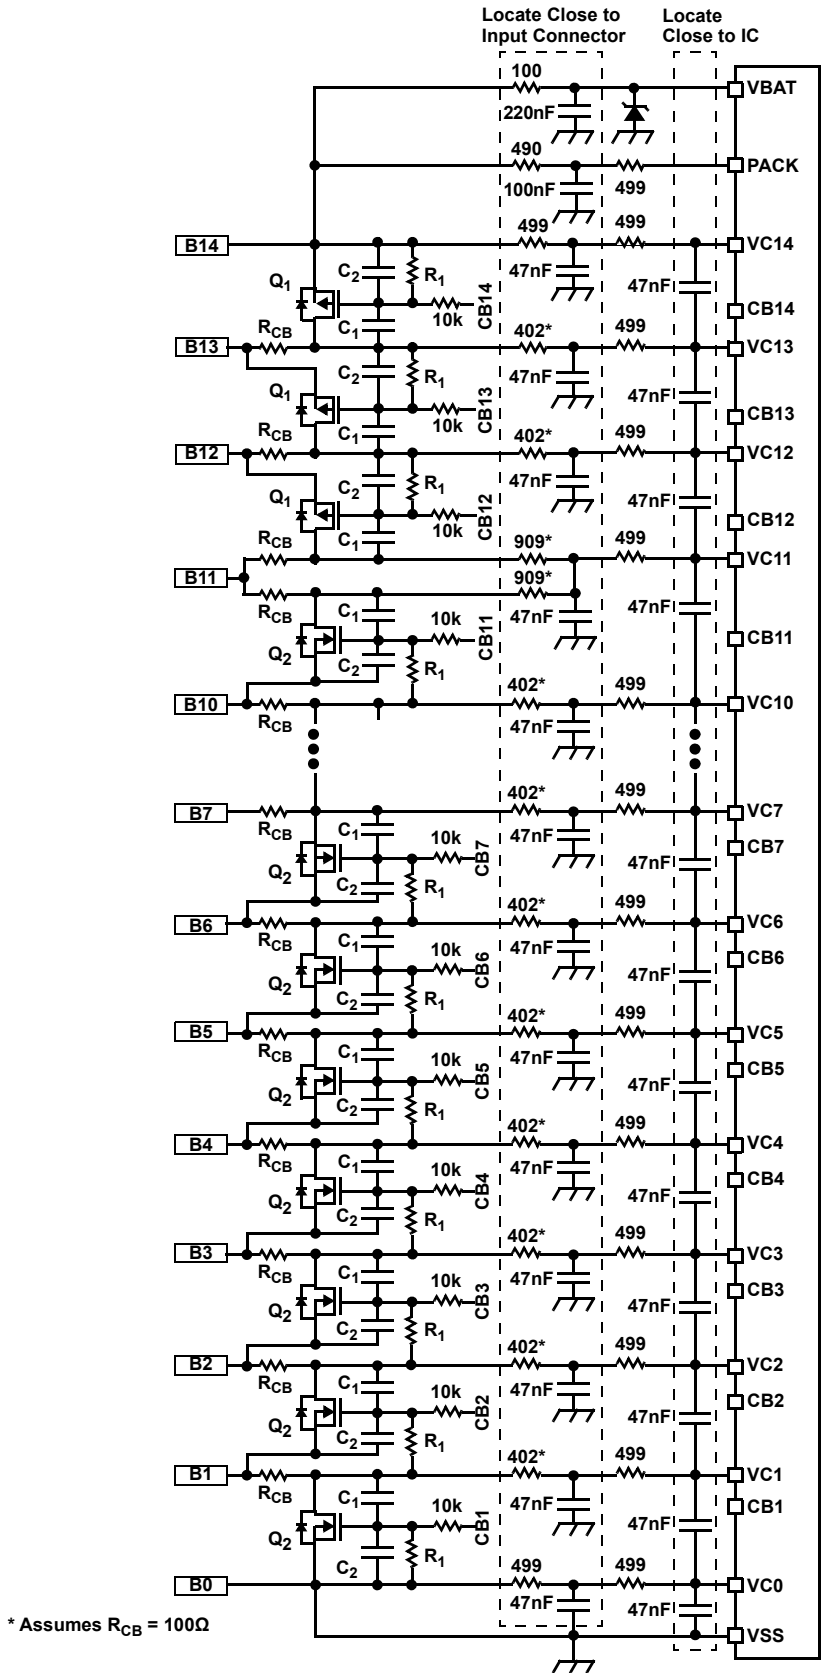 Locate Close to
Input Connector
Locate
Close to IC
100
VBAT
220nF
490
PACK
100nF
499
499
B14
499
VC14
C2
R1
47nF
Q1
47nF
CB14
10k
CB14
C1
RCB
402*
499
B13
VC13
C2
R1
47nF
Q1
47nF
CB13
10k
CB13
C1
RCB
402*
499
B12
VC12
C2
R1
47nF
Q1
47nF
CB12
10k
CB12
C1
RCB
909*
499
VC11
B11
909*
RCB
C1
47nF
47nF
10k
CB11
CB11
Q2
C2
R1
402*
499
B10
VC10
RCB
47nF
402*
499
B7
VC7
RCB
C1
47nF
10k
CB7
CB7
47nF
Q2
C2
R1
402*
499
B6
VC6
RCB
C1
47nF
10k
CB6
CB6
47nF
Q2
C2
R1
402*
499
B5
VC5
RCB
C1
47nF
10k
CB5
CB5
47nF
Q2
C2
R1
402*
499
B4
VC4
RCB
C1
47nF
10k
CB4
CB4
47nF
Q2
C2
R1
402*
499
B3
VC3
RCB
C1
47nF
10k
CB3
CB3
47nF
Q2
C2
R1
402*
499
B2
VC2
RCB
C1
47nF
10k
CB2
CB2
47nF
Q2
C2
R1
402*
499
B1
VC1
RCB
C1
47nF
10k
CB1
CB1
47nF
Q2
C2
R1
499
499
B0
VC0
47nF
47nF
* Assumes RCB = 100Ω
VSS